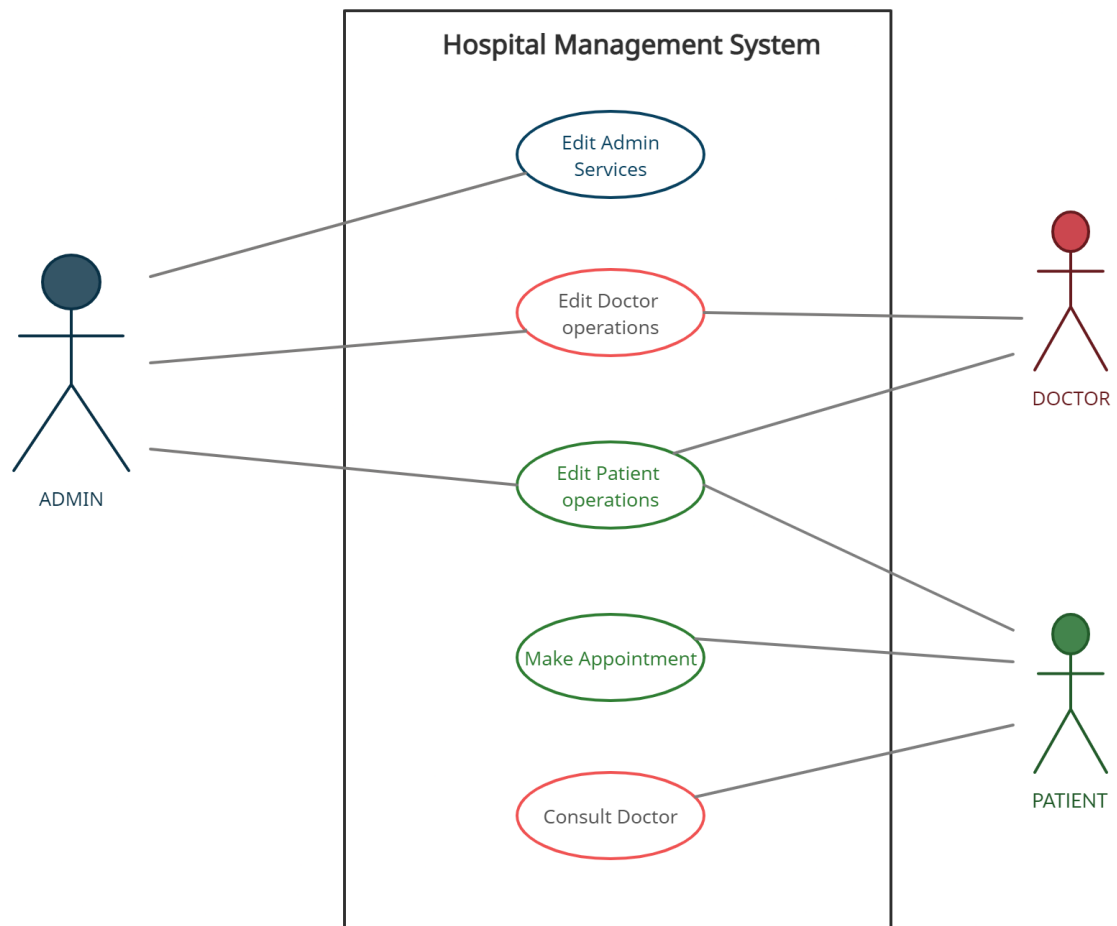 Hospital Management System
Edit Admin
Services
Edit Doctor
operations
DOCTOR
Edit Patient
operations
ADMIN
Make Appointment
PATIENT
Consult Doctor